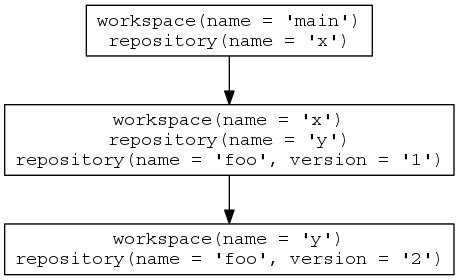 workspace(name = 'main')
repository(name = 'x')
workspace(name = 'x')
repository(name = 'y')
repository(name = 'foo', version = '1')
workspace(name = 'y')
repository(name = 'foo', version = '2')